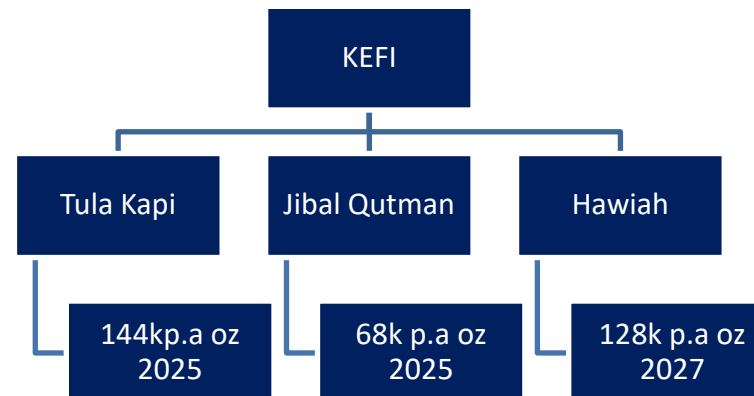 KEFI
Tula Kapi
Jibal Qutman
Hawiah
144kp.a oz
2025
68k p.a oz
2025
128k p.a oz
2027